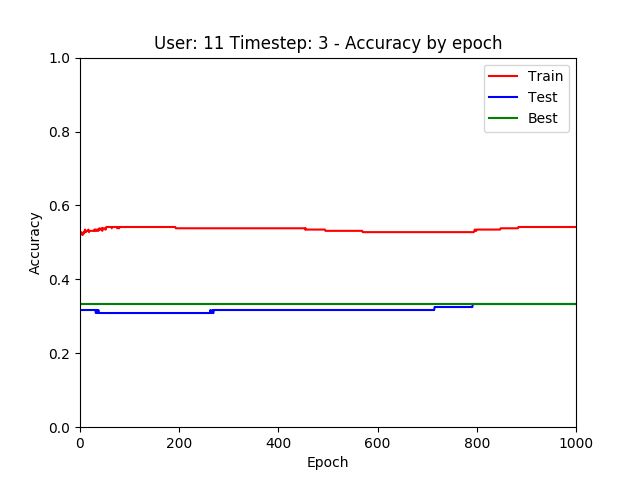 User: 11 Timestep: 3 - Accuracy by epoch
1.0
0.8
0.6
0.4
0.2
0.0
Accuracy
Train
Test
Best
0 200 400 600 800 1000
Epoch